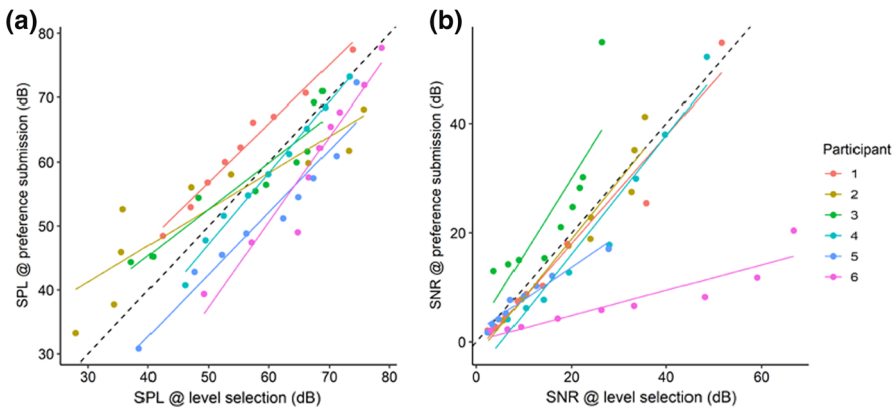 (a)
80
70
60
50
40
30
SPL @ preference submission (dB)
30 40 50 60 70 80
SPL @ level selection (dB)
(b)
40
20
0
SNR @ preference submission (dB)
0 20 40 60
SNR @ level selection (dB)
Participant
1
2
3
4
5
6